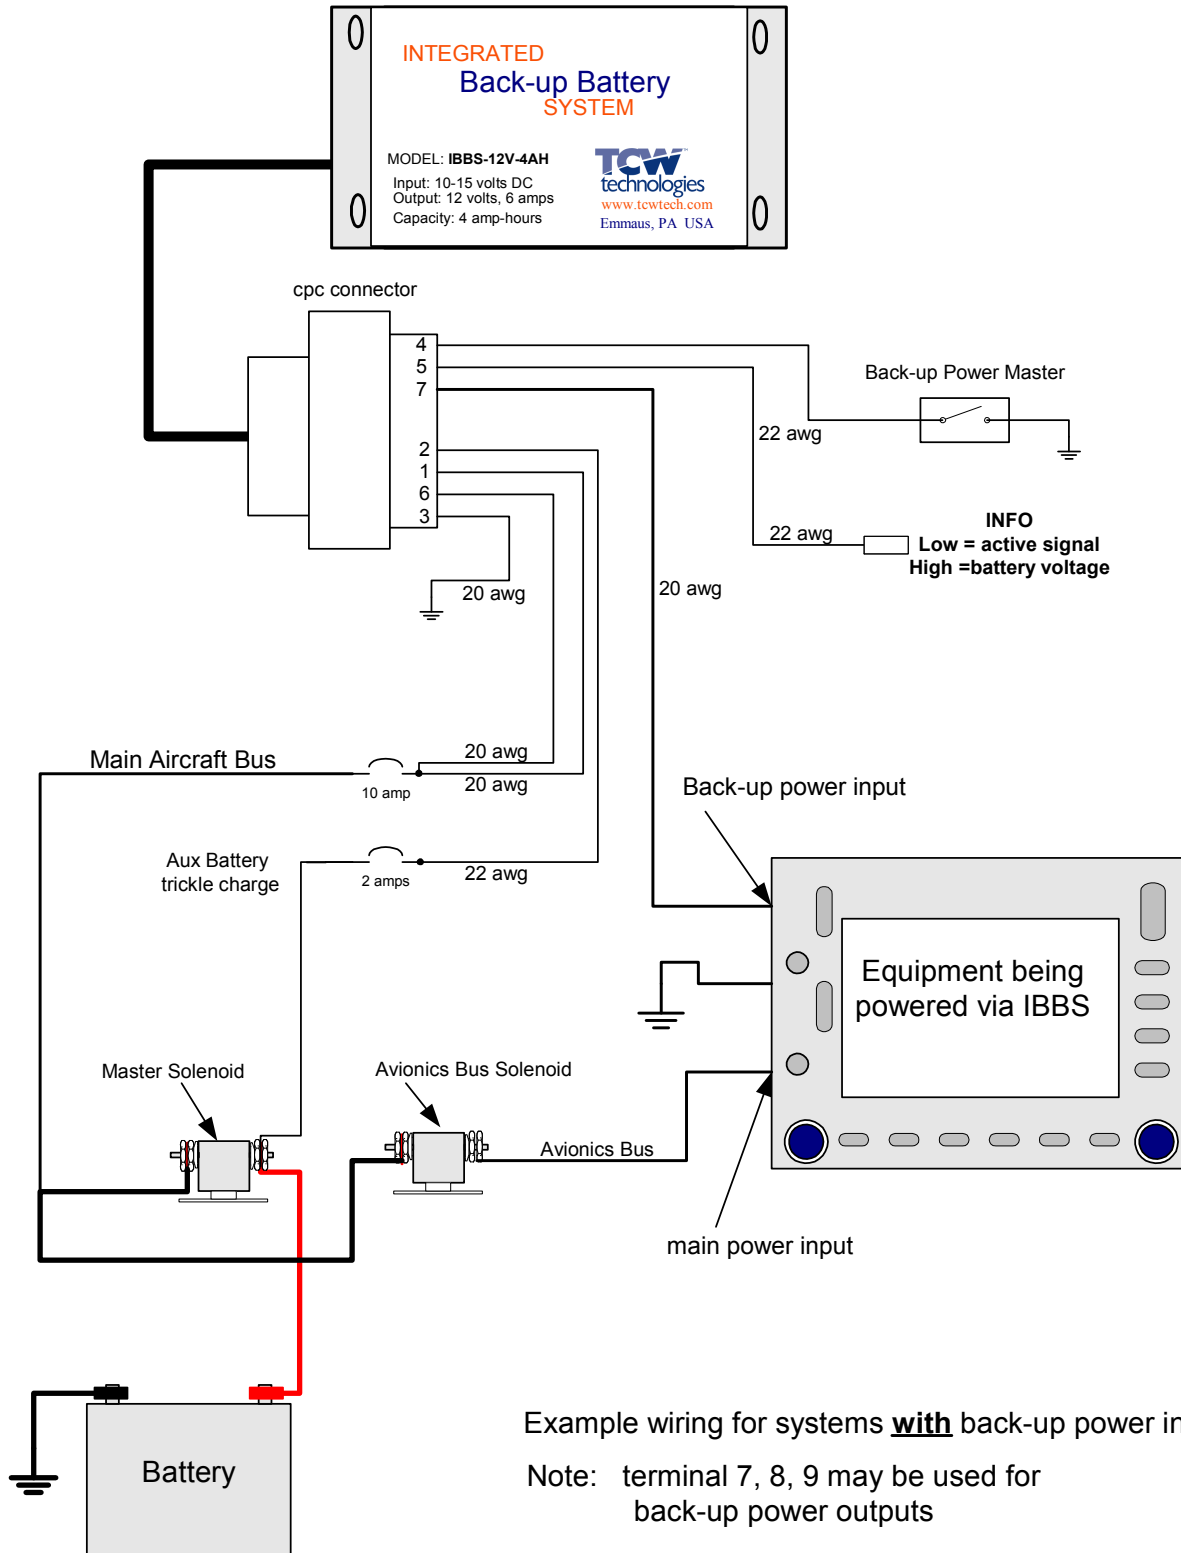 INTEGRATED
Back-up Battery
SYSTEM
MODEL: IBBS-12V-4AH
Input: 10-15 volts DC
Output: 12 volts, 6 amps
Capacity: 4 amp-hours
TCW
technologies
www.tcwtech.com
Emmaus, PA USA
cpc connector
4
5
7
2
1
6
3
Back-up Power Master
22 awg
22 awg
INFO
Low = active signal
High =battery voltage
20 awg
20 awg
Main Aircraft Bus
20 awg
10 amp
20 awg
Back-up power input
Aux Battery
trickle charge
2 amps
22 awg
Equipment being
powered via IBBS
Master Solenoid
Avionics Bus Solenoid
Avionics Bus
main power input
Battery
Example wiring for systems with back-up power in
Note: terminal 7, 8, 9 may be used for
back-up power outputs